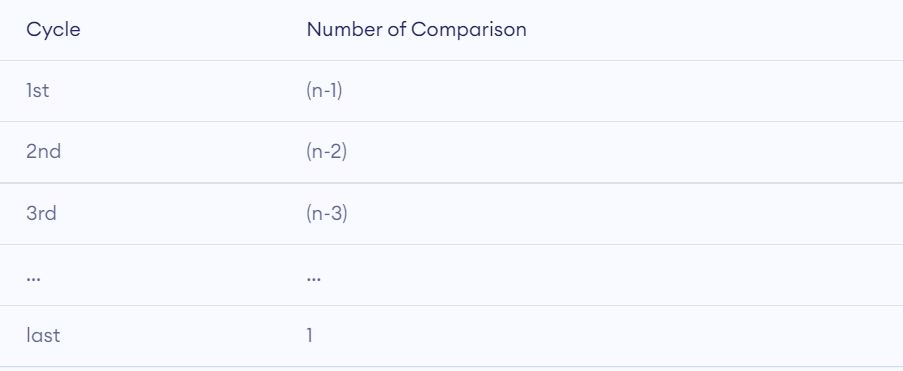 Cycle Number of Comparison
1st (n-1)
2nd (n-2)
3rd (n-3)
... ...
last 1